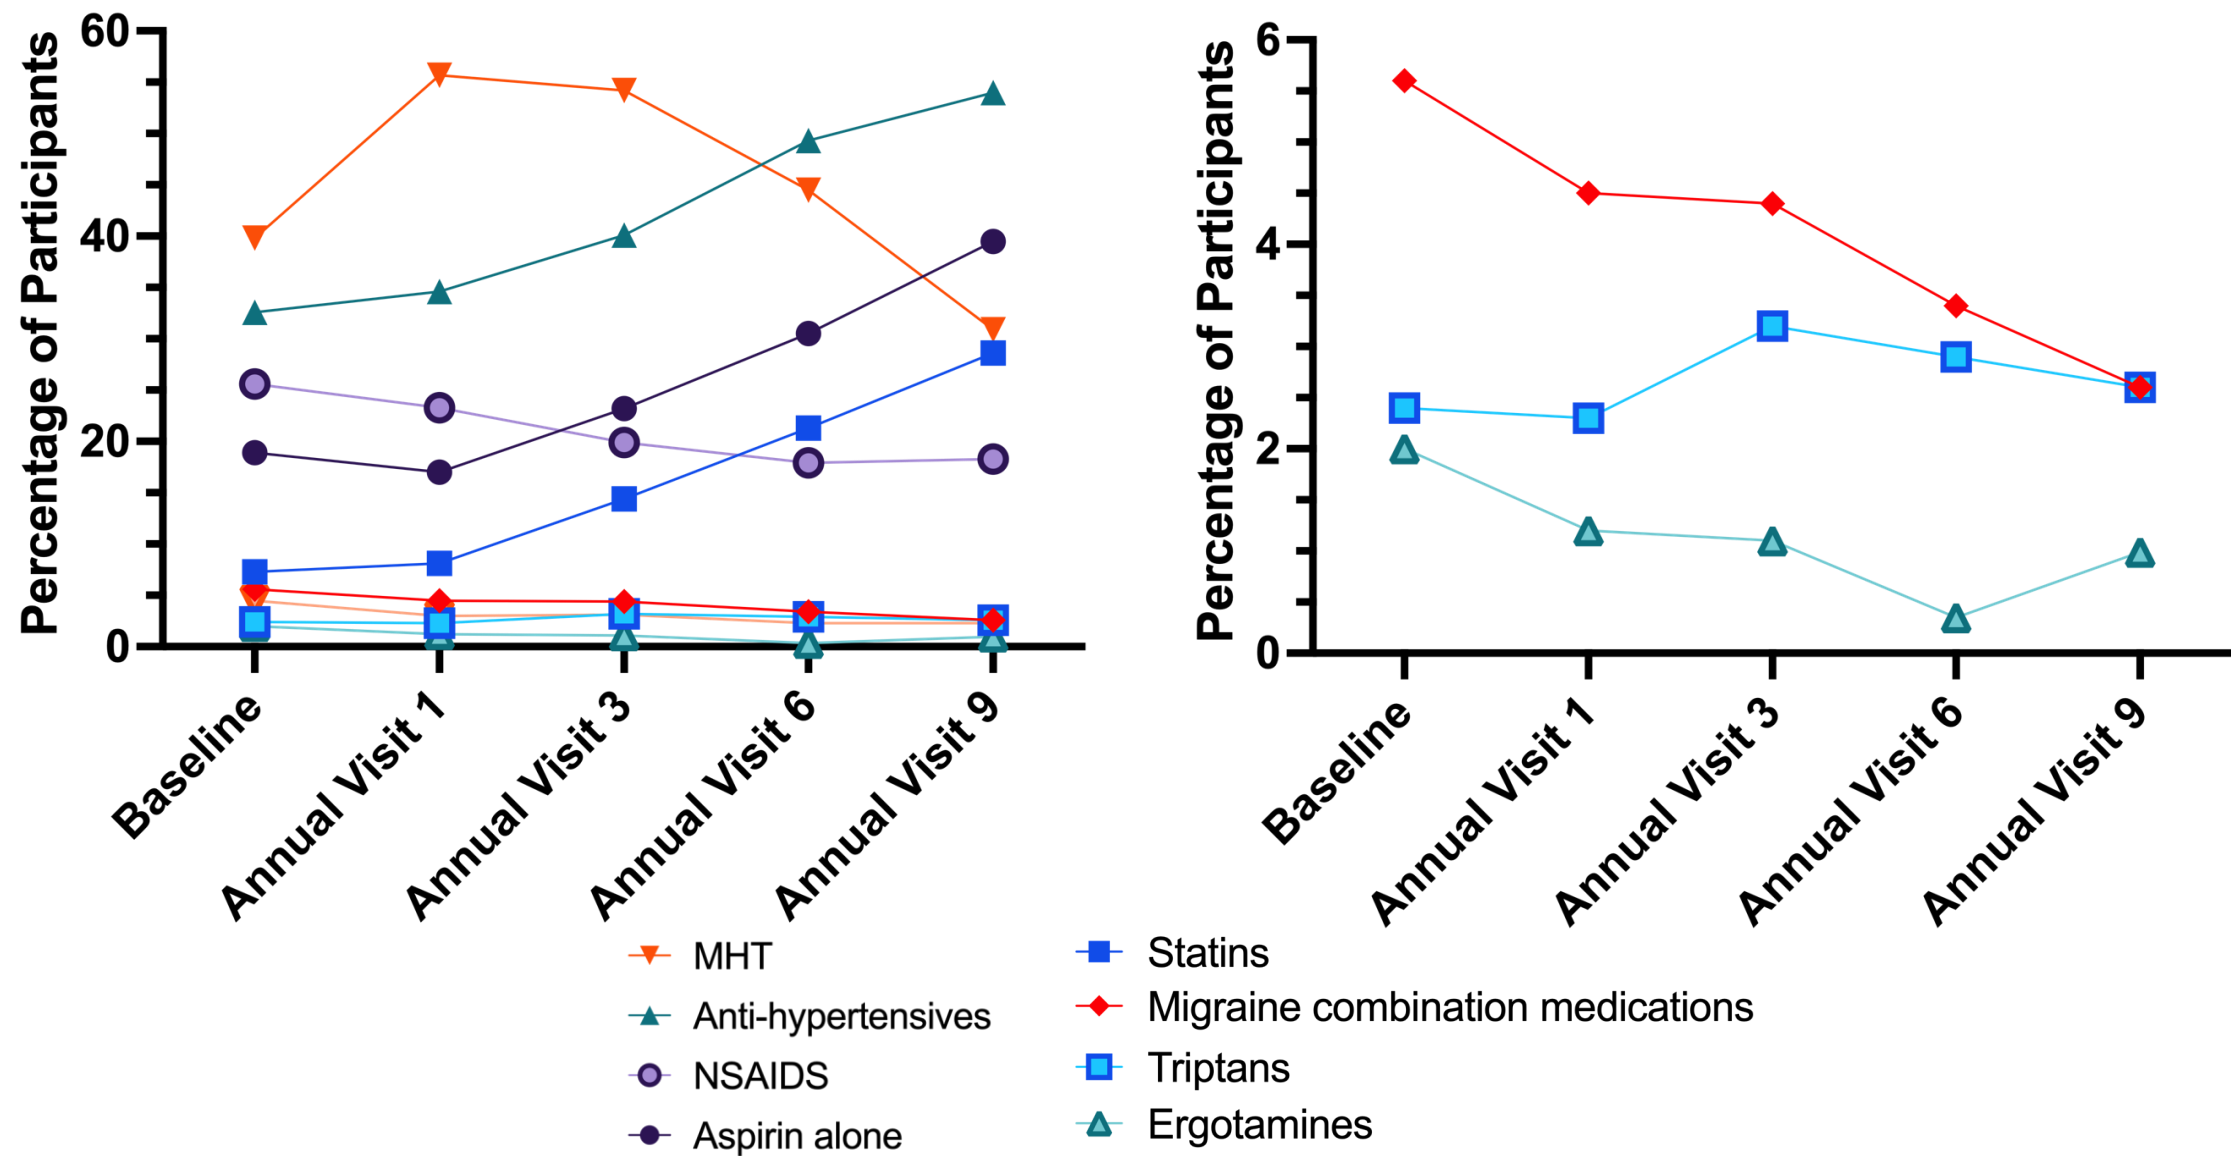 Percentage of Participants
60
40
20
0
Baseline
Annual Visit 1
Annual Visit 3
Annual Visit 6
Annual Visit 9
Percentage of Participants
6
4
2
0
Baseline
Annual Visit 1
Annual Visit 3
Annual Visit 6
Annual Visit 9
MHT
Anti-hypertensives
NSAIDS
Aspirin alone
Statins
Migraine combination medications
Triptans
Ergotamines